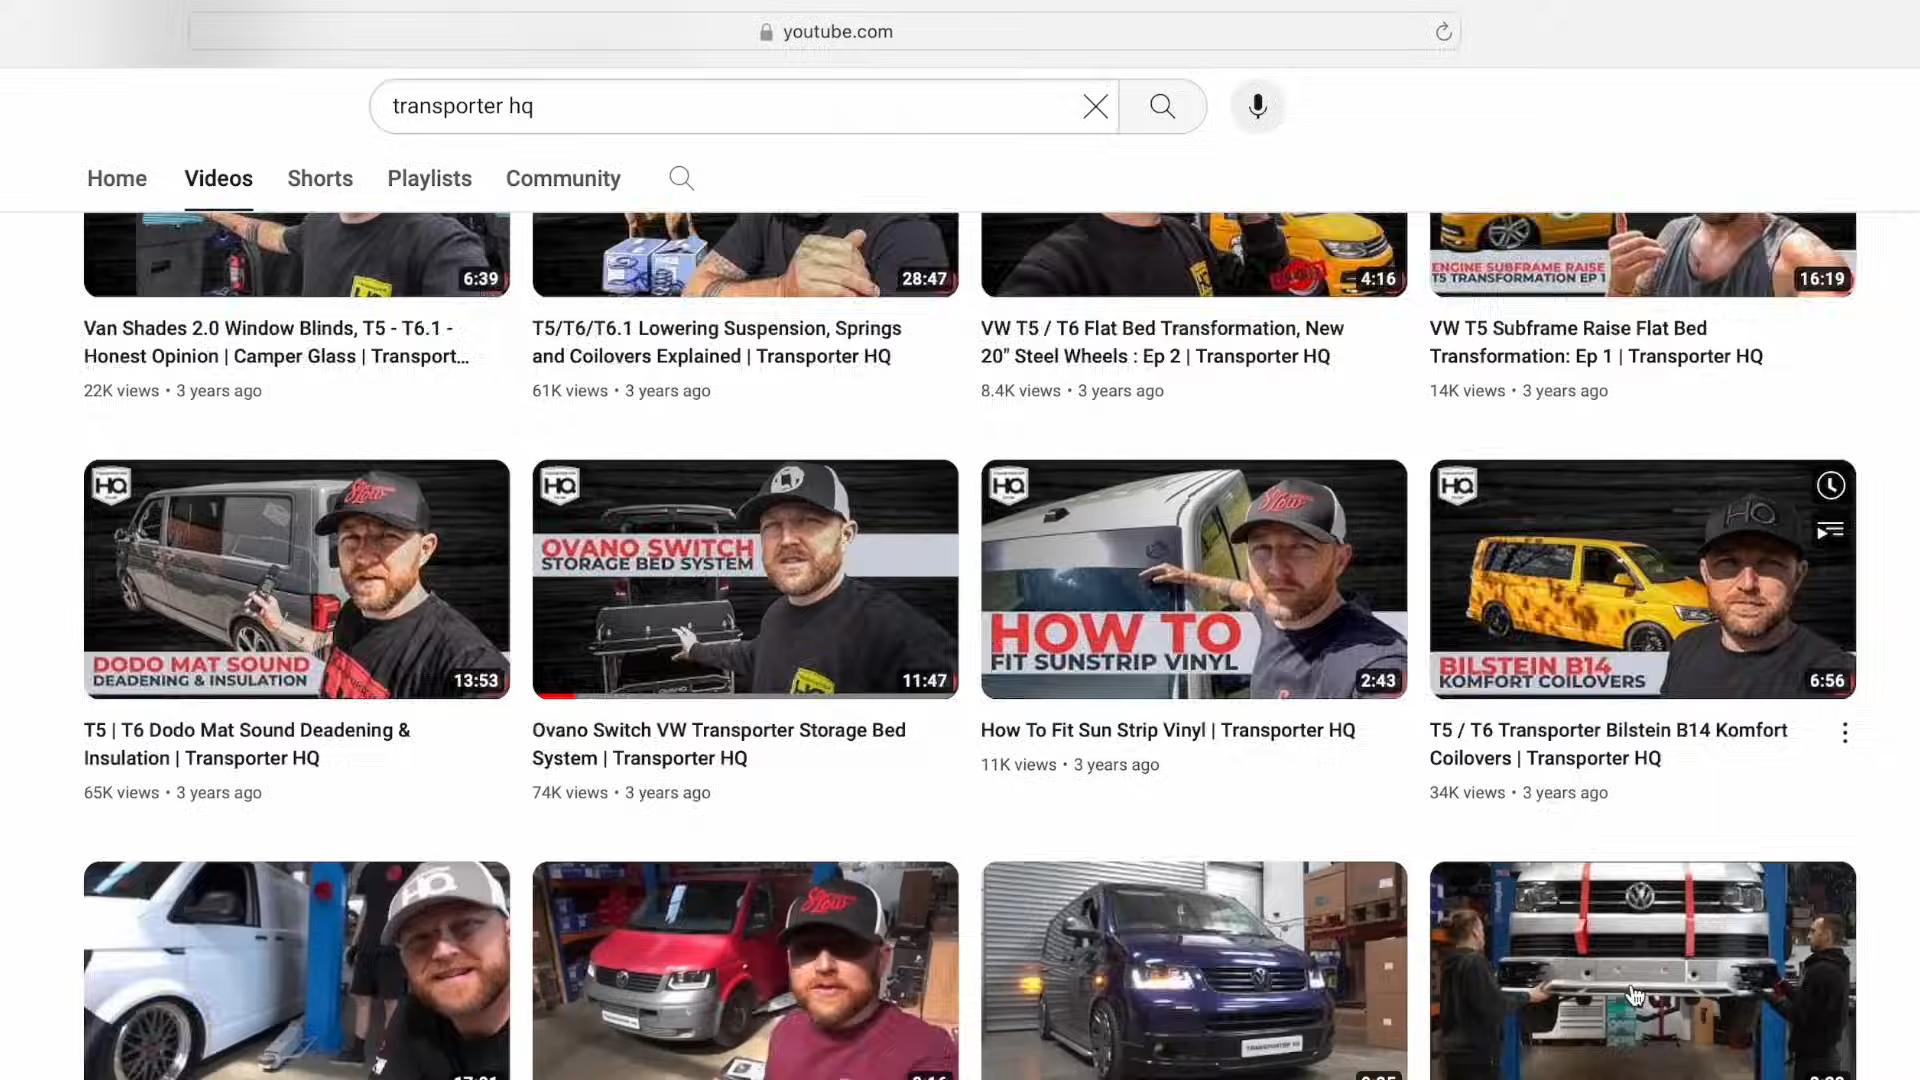 youtube.com
transporter hq
Home Videos Shorts Playlists Community
6:39
28:47
4:16
ENGINE SUBFRAME RAISE
T5 TRANSFORMATION EP 1
16:19
Van Shades 2.0 Window Blinds, T5 - T6.1 -
Honest Opinion | Camper Glass | Transport...
22K views • 3 years ago
T5/T6/T6.1 Lowering Suspension, Springs
and Coilovers Explained | Transporter HQ
61K views • 3 years ago
VW T5 / T6 Flat Bed Transformation, New
20" Steel Wheels : Ep 2 | Transporter HQ
8.4K views • 3 years ago
VW T5 Subframe Raise Flat Bed
Transformation: Ep 1 | Transporter HQ
14K views • 3 years ago
HQ
DODO MAT SOUND
DEADENING & INSULATION
13:53
HQ
OVANO SWITCH
STORAGE BED SYSTEM
11:47
HQ
HOW TO
FIT SUNSTRIP VINYL
2:43
HQ
HQ
BILSTEIN B14
KOMFORT COILOVERS
6:56
T5 | T6 Dodo Mat Sound Deadening &
Insulation | Transporter HQ
65K views • 3 years ago
Ovano Switch VW Transporter Storage Bed
System | Transporter HQ
74K views • 3 years ago
How To Fit Sun Strip Vinyl | Transporter HQ
11K views • 3 years ago
T5 / T6 Transporter Bilstein B14 Komfort
Coilovers | Transporter HQ
34K views • 3 years ago
HQ
TRANSPORTER HQ